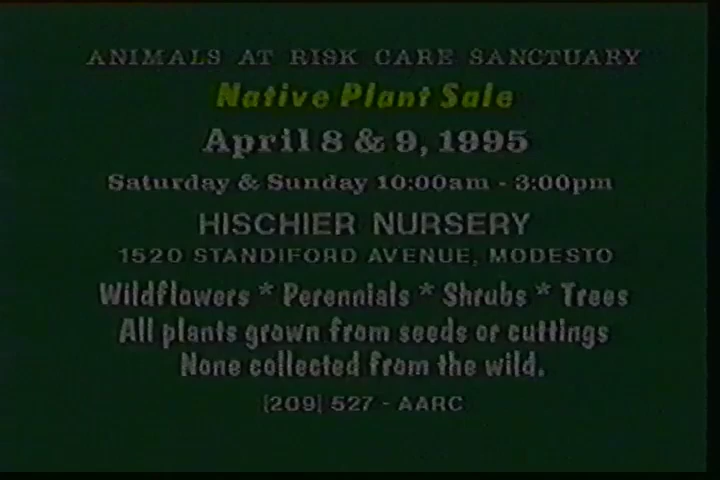 ANIMALS AT RISK CARE SANCTUARY
Native Plant Sale
April 8 & 9, 1995
Saturday & Sunday 10:00am - 3:00pm
HISCHIER NURSERY
1520 STANDIFORD AVENUE, MODESTO
Wildflowers * Perennials * Shrubs * Trees
All plants grown from seeds or cuttings
None collected from the wild.
(209) 527 - AARC